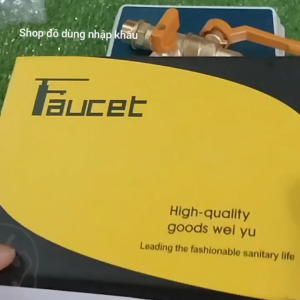 Shop đồ dùng nhập khẩu
Faucet
High-quality
goods wei yu
Leading the fashionable sanitary life